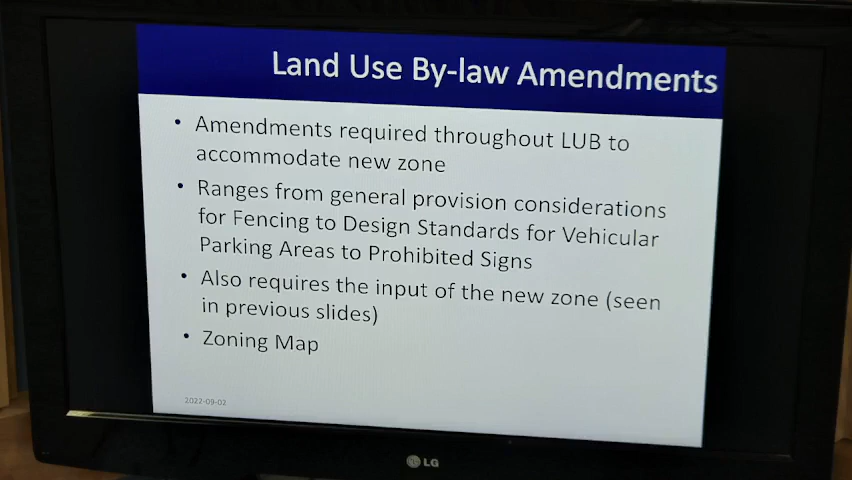 Land Use By-law Amendments
• Amendments required throughout LUB to
accommodate new zone
• Ranges from general provision considerations
for Fencing to Design Standards for Vehicular
Parking Areas to Prohibited Signs
• Also requires the input of the new zone (seen
in previous slides)
• Zoning Map
2022-09-02
LG